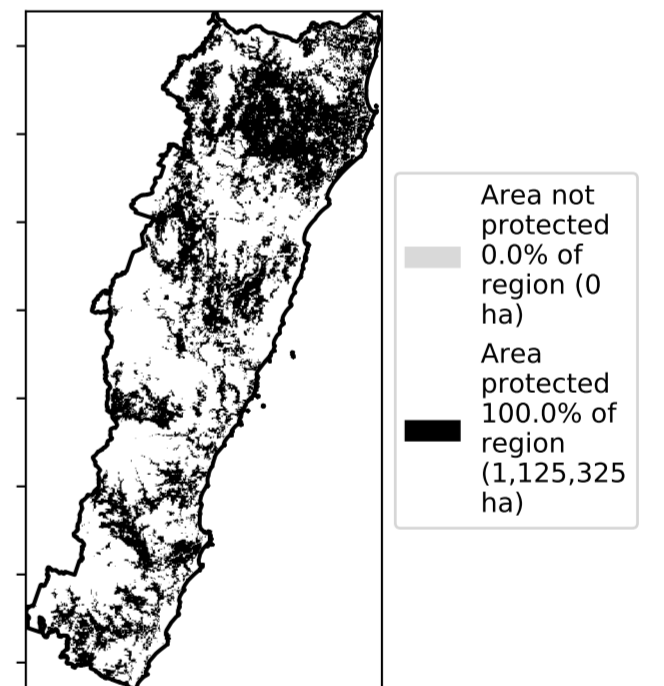 Area not
protected
0.0% of
region (0
ha)
Area
protected
100.0% of
region
(1,125,325
ha)